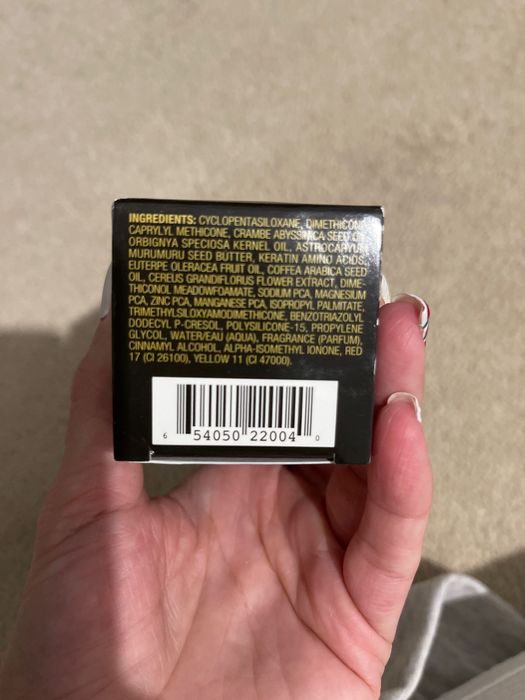 INGREDIENTS: CYCLOPENTASILOXANE, DIMETHICON
CAPRYLYL METHICONE, CRAMBE ABYSSINICA SEED
ORBIGNYA SPECIOSA KERNEL OIL, ASTROCARYUM
MURUMURU SEED BUTTER, KERATIN AMINO ACIDS,
EUTERPE OLERACEA FRUIT OIL, COFFEA ARABICA SEED
OIL, CEREUS GRANDIFLORUS FLOWER EXTRACT, DIME-
THICONOL MEADOWFOAMATE, SODIUM PCA, MAGNESIUM
PCA, ZINC PCA, MANGANESE PCA, ISOPROPYL PALMITATE,
TRIMETHYLSILOXYAMODIMETHICONE, BENZOTRIAZOLYL
DODECYL P-CRESOL, POLYSILICONE-15, PROPYLENE
GLYCOL, WATER/EAU (AQUA), FRAGRANCE (PARFUM),
CINNAMYL ALCOHOL, ALPHA-ISOMETHYL IONONE, RED
17 (CI 26100), YELLOW 11 (CI 47000).
6 54050 22004 0